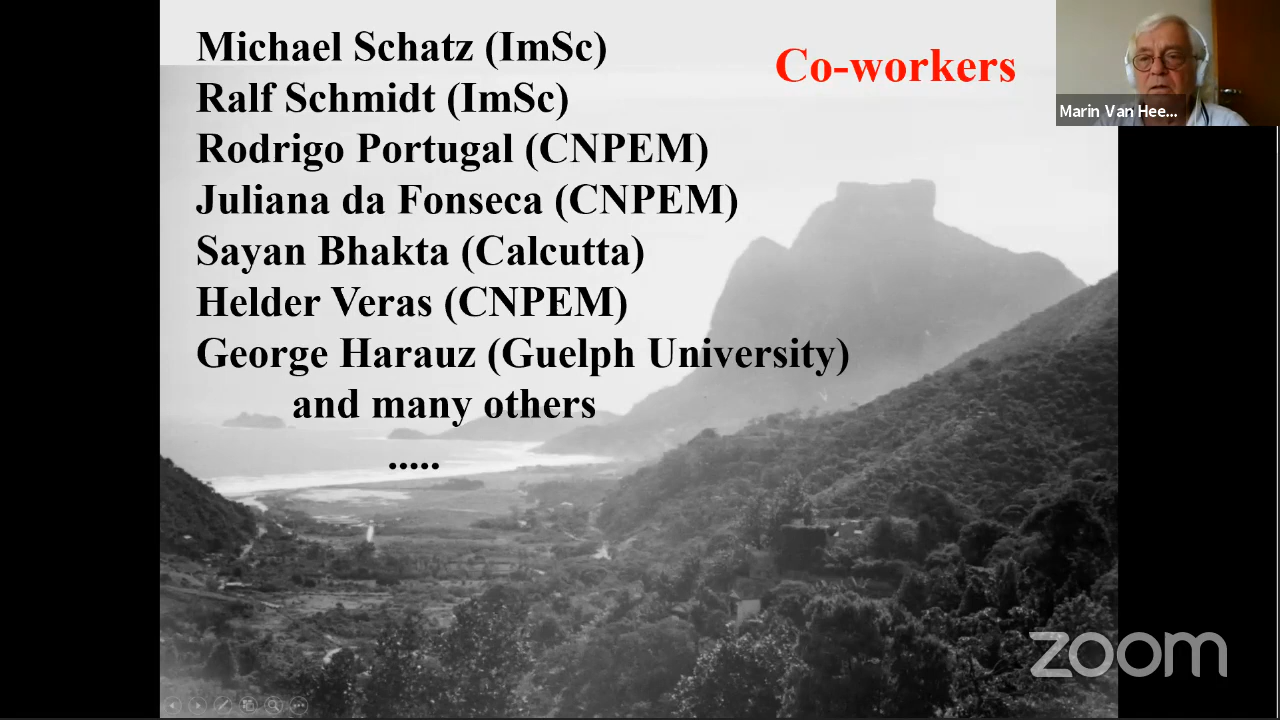 Michael Schatz (ImSc)
Co-workers
Ralf Schmidt (ImSc)
Rodrigo Portugal (CNPEM)
Juliana da Fonseca (CNPEM)
Sayan Bhakta (Calcutta)
Helder Veras (CNPEM)
George Harauz (Guelph University)
and many others
.....
Marin Van Hee...
zoom